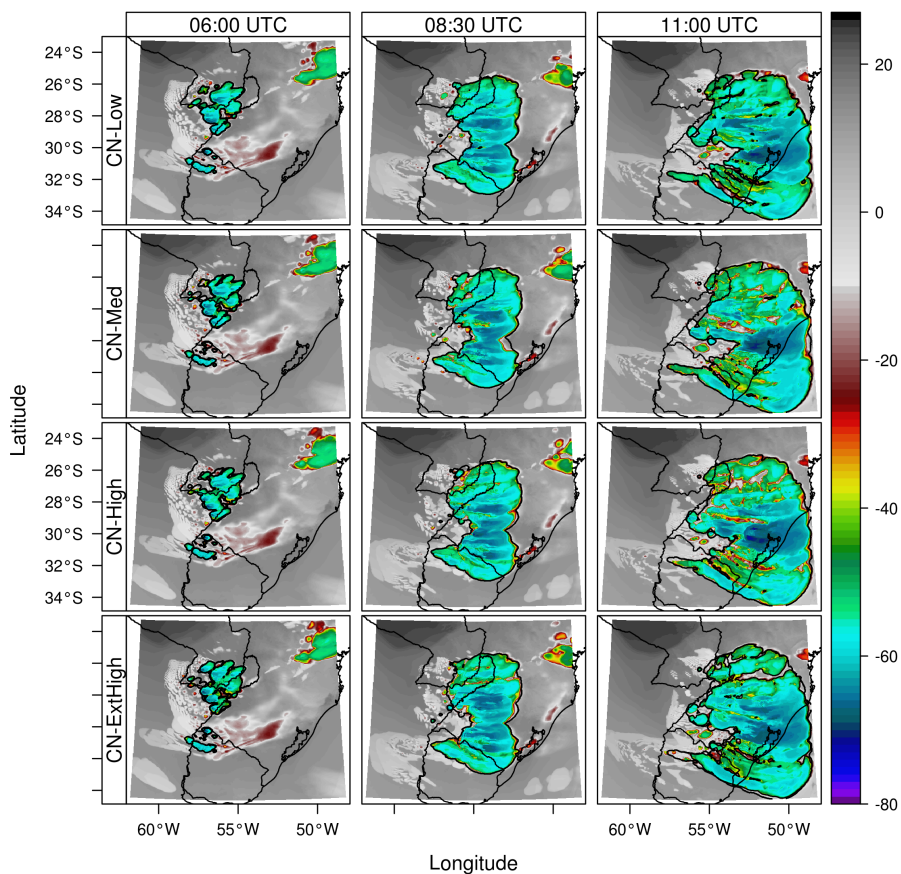 06:00 UTC 08:30 UTC 11:00 UTC
24°S
26°S
28°S
30°S
32°S
34°S
CN-Low
CN-Med
24°S
26°S
28°S
30°S
32°S
34°S
CN-High
CN-ExtHigh
Latitude
60°W 55°W 50°W 60°W 55°W 50°W
Longitude
20
0
-20
-40
-60
-80